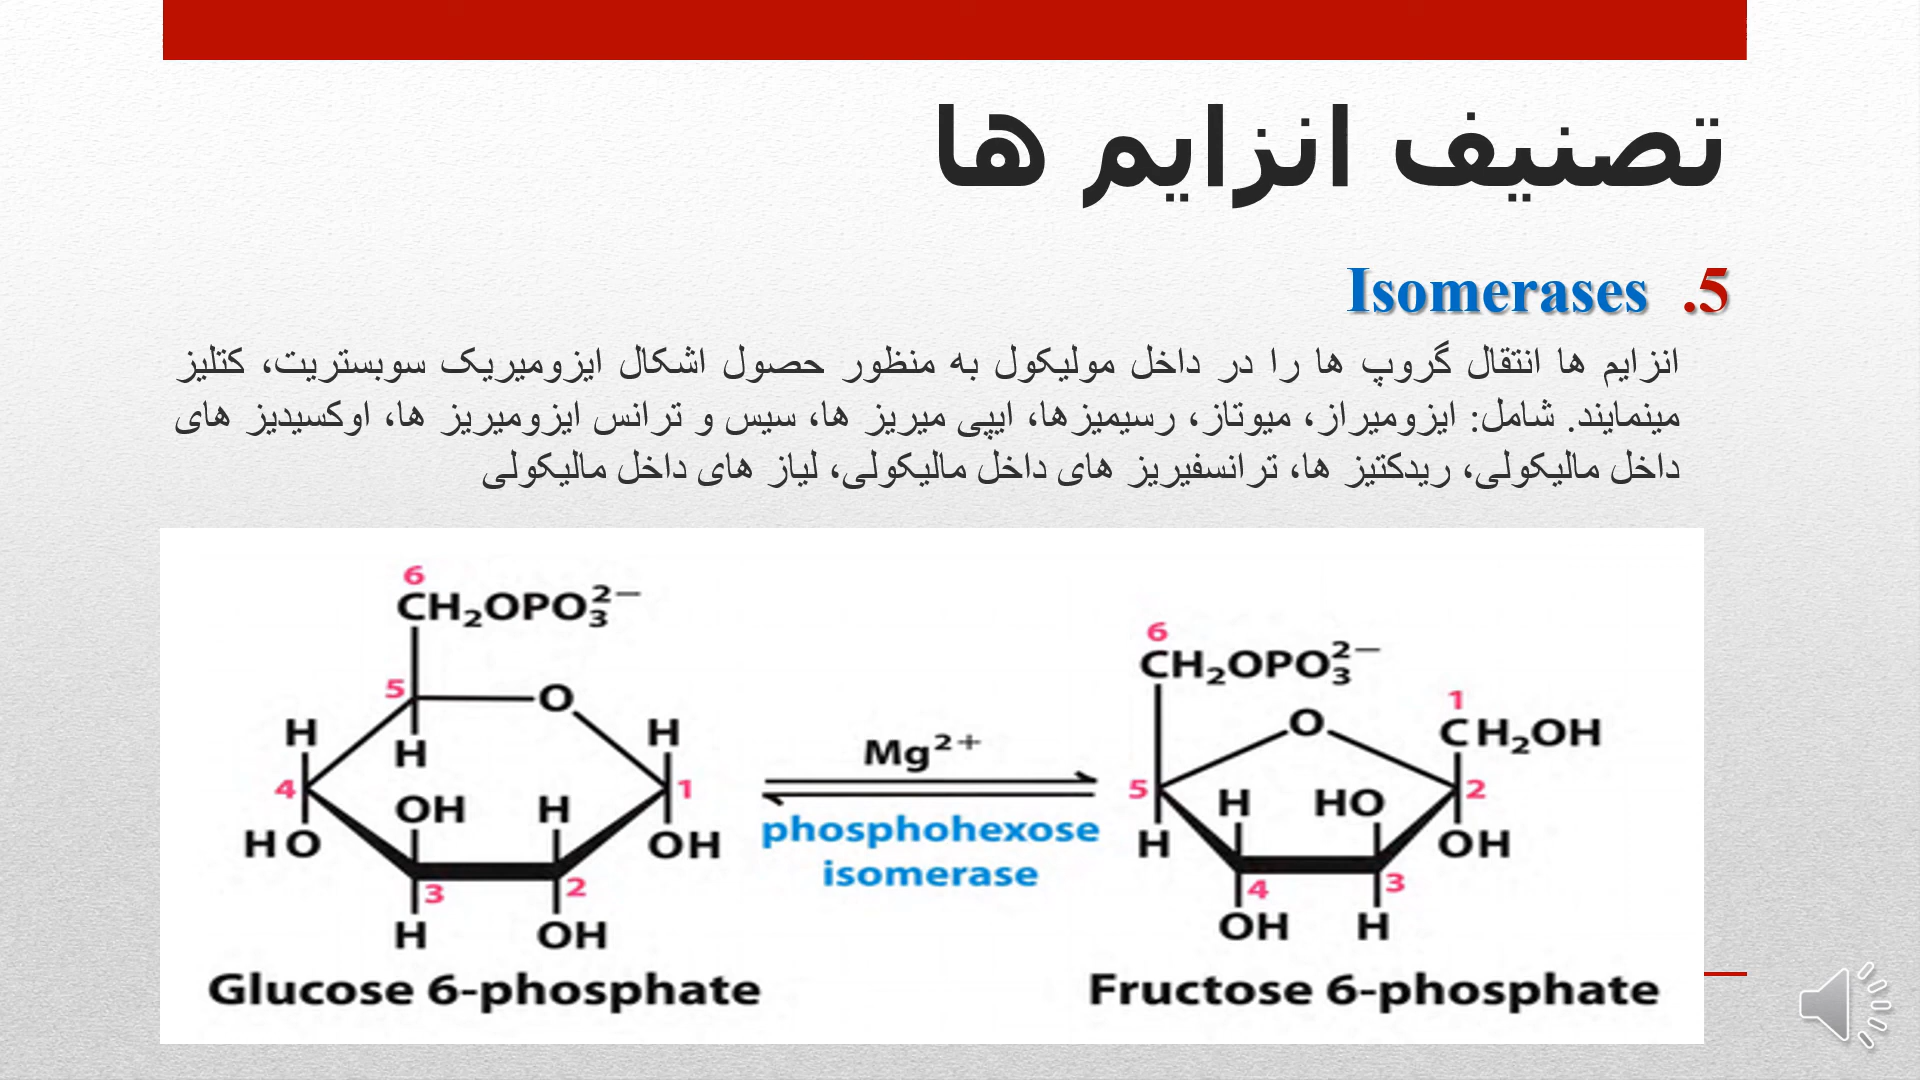 تصنیف انزایم ها
5. Isomerases
انزایم ها انتقال گروپ ها را در داخل مولیکول به منظور حصول اشکال ایزومیریک سوبستریت، کتلیز
مینمایند. شامل: ایزومیراز، میوتاز، رسیمیزها، ایپی میریز ها، سیس و ترانس ایزومیریز ها، اوکسیدیز های
داخل مالیکولی، ریدکتیز ها، ترانسفیریز های داخل مالیکولی، لیاز های داخل مالیکولی
6
CH₂OPO₃²⁻
5 O
H H H
4 1
OH H
HO OH
3 2
H OH
Glucose 6-phosphate
Mg²⁺
phosphohexose
isomerase
6
CH₂OPO₃²⁻
1
O CH₂OH
5 2
H HO
H OH
4 3
OH H
Fructose 6-phosphate